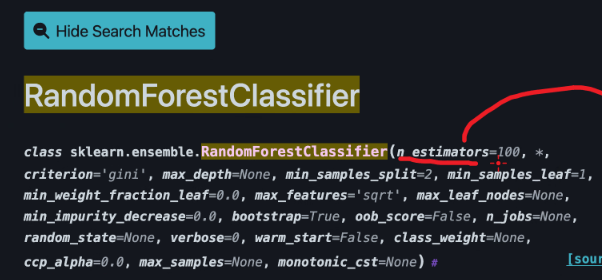 Hide Search Matches
RandomForestClassifier
class sklearn.ensemble.RandomForestClassifier(n_estimators=100, *,
criterion='gini', max_depth=None, min_samples_split=2, min_samples_leaf=1,
min_weight_fraction_leaf=0.0, max_features='sqrt', max_leaf_nodes=None,
min_impurity_decrease=0.0, bootstrap=True, oob_score=False, n_jobs=None,
random_state=None, verbose=0, warm_start=False, class_weight=None,
ccp_alpha=0.0, max_samples=None, monotonic_cst=None) #
[sour